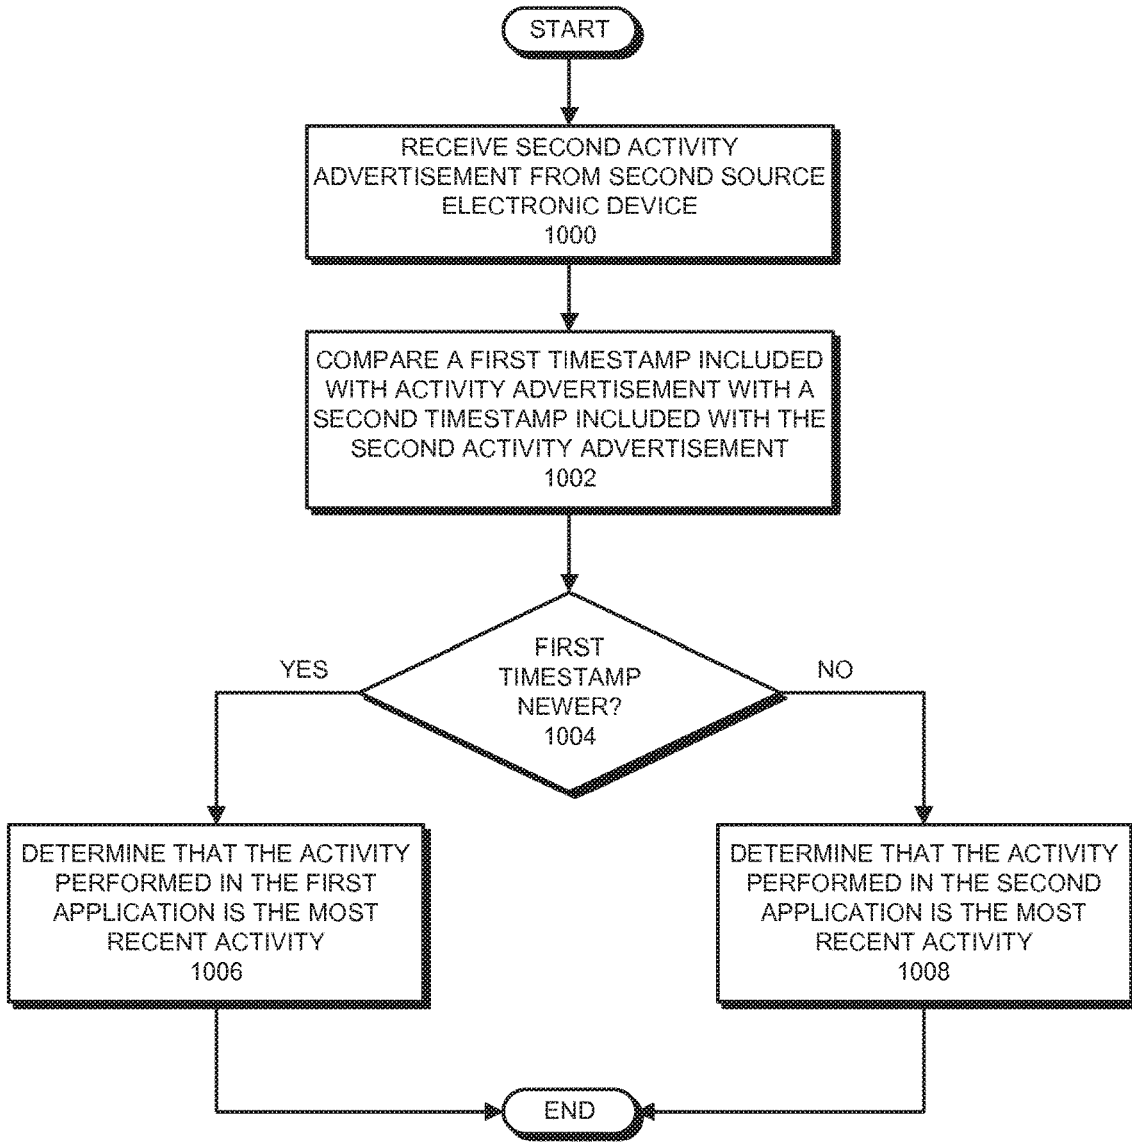 START
RECEIVE SECOND ACTIVITY
ADVERTISEMENT FROM SECOND SOURCE
ELECTRONIC DEVICE
1000
COMPARE A FIRST TIMESTAMP INCLUDED
WITH ACTIVITY ADVERTISEMENT WITH A
SECOND TIMESTAMP INCLUDED WITH THE
SECOND ACTIVITY ADVERTISEMENT
1002
FIRST
TIMESTAMP
NEWER?
1004
YES
NO
DETERMINE THAT THE ACTIVITY
PERFORMED IN THE FIRST
APPLICATION IS THE MOST
RECENT ACTIVITY
1006
DETERMINE THAT THE ACTIVITY
PERFORMED IN THE SECOND
APPLICATION IS THE MOST
RECENT ACTIVITY
1008
END